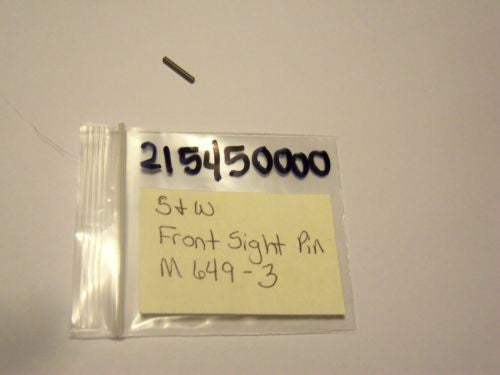 215450000
S+W
Front Sight Pin
M 649-3